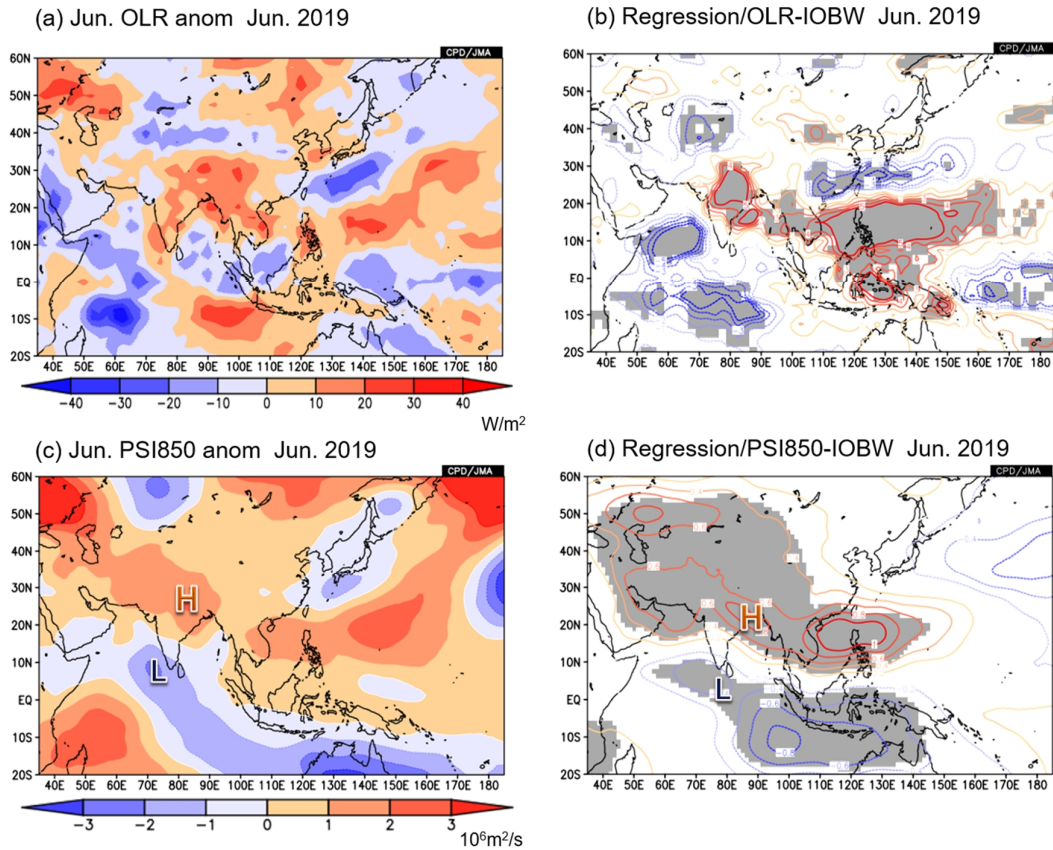 (a) Jun. OLR anom Jun. 2019
(b) Regression/OLR-IOBW Jun. 2019
CPD/JMA
CPD/JMA
60N
50N
40N
30N
20N
10N
EQ
10S
20S
40E 50E 60E 70E 80E 90E 100E 110E 120E 130E 140E 150E 160E 170E 180
-40 -30 -20 -10 0 10 20 30 40
W/m²
60N
50N
40N
30N
20N
10N
EQ
10S
20S
40E 50E 60E 70E 80E 90E 100E 110E 120E 130E 140E 150E 160E 170E 180
(c) Jun. PSI850 anom Jun. 2019
(d) Regression/PSI850-IOBW Jun. 2019
CPD/JMA
CPD/JMA
60N
50N
40N
30N
20N
10N
EQ
10S
20S
H
L
40E 50E 60E 70E 80E 90E 100E 110E 120E 130E 140E 150E 160E 170E 180
-3 -2 -1 0 1 2 3
10⁶m²/s
60N
50N
40N
30N
20N
10N
EQ
10S
20S
H
L
0.6
-0.6
40E 50E 60E 70E 80E 90E 100E 110E 120E 130E 140E 150E 160E 170E 180